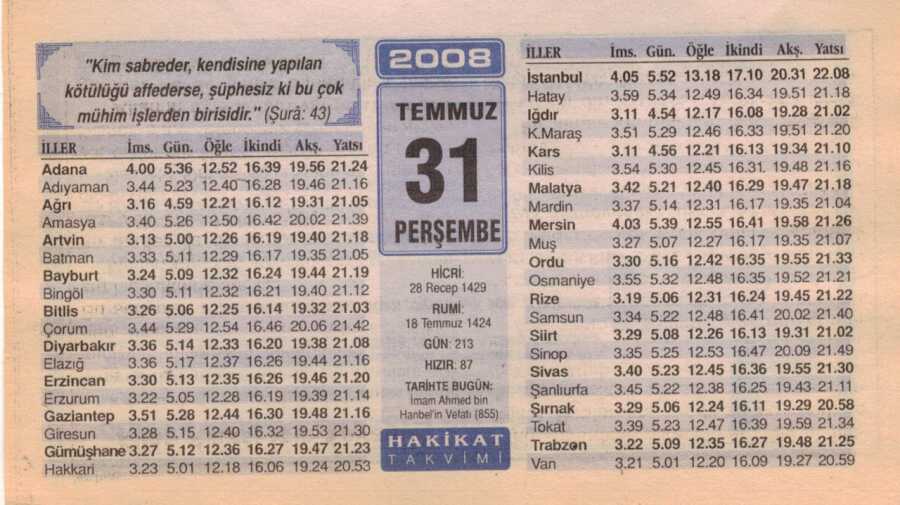 "Kim sabreder, kendisine yapılan
kötülüğü affederse, şüphesiz ki bu çok
mühim işlerden birisidir." (Şurâ: 43)
İLLER İms. Gün. Öğle İkindi Akş. Yatsı
Adana 4.00 5.36 12.52 16.39 19.56 21.24
Adıyaman 3.44 5.23 12.40 16.28 19.46 21.16
Ağrı 3.16 4.59 12.21 16.12 19.31 21.05
Amasya 3.40 5.26 12.50 16.42 20.02 21.39
Artvin 3.13 5.00 12.26 16.19 19.40 21.18
Batman 3.33 5.11 12.29 16.17 19.35 21.05
Bayburt 3.24 5.09 12.32 16.24 19.44 21.19
Bingöl 3.30 5.11 12.32 16.21 19.40 21.12
Bitlis 3.26 5.06 12.25 16.14 19.32 21.03
Çorum 3.44 5.29 12.54 16.46 20.06 21.42
Diyarbakır 3.36 5.14 12.33 16.20 19.38 21.08
Elazığ 3.36 5.17 12.37 16.26 19.44 21.16
Erzincan 3.30 5.13 12.35 16.26 19.46 21.20
Erzurum 3.22 5.05 12.28 16.19 19.39 21.14
Gaziantep 3.51 5.28 12.44 16.30 19.48 21.16
Giresun 3.28 5.15 12.40 16.32 19.53 21.30
Gümüşhane 3.27 5.12 12.36 16.27 19.47 21.23
Hakkari 3.23 5.01 12.18 16.06 19.24 20.53
2008
TEMMUZ
31
PERŞEMBE
HİCRİ:
28 Recep 1429
RUMİ:
18 Temmuz 1424
GÜN: 213
HIZIR: 87
TARİHTE BUGÜN:
İmam Ahmed bin
Hanbel'in Vefatı (855)
HAKİKAT
TAKVİMİ
İLLER İms. Gün. Öğle İkindi Akş. Yatsı
İstanbul 4.05 5.52 13.18 17.10 20.31 22.08
Hatay 3.59 5.34 12.49 16.34 19.51 21.18
Iğdır 3.11 4.54 12.17 16.08 19.28 21.02
K.Maraş 3.51 5.29 12.46 16.33 19.51 21.20
Kars 3.11 4.56 12.21 16.13 19.34 21.10
Kilis 3.54 5.30 12.45 16.31 19.48 21.16
Malatya 3.42 5.21 12.40 16.29 19.47 21.18
Mardin 3.37 5.14 12.31 16.17 19.35 21.04
Mersin 4.03 5.39 12.55 16.41 19.58 21.26
Muş 3.27 5.07 12.27 16.17 19.35 21.07
Ordu 3.30 5.16 12.42 16.35 19.55 21.33
Osmaniye 3.55 5.32 12.48 16.35 19.52 21.21
Rize 3.19 5.06 12.31 16.24 19.45 21.22
Samsun 3.34 5.22 12.48 16.41 20.02 21.40
Siirt 3.29 5.08 12.26 16.13 19.31 21.02
Sinop 3.35 5.25 12.53 16.47 20.09 21.49
Sivas 3.40 5.23 12.45 16.36 19.55 21.30
Şanlıurfa 3.45 5.22 12.38 16.25 19.43 21.11
Şırnak 3.29 5.06 12.24 16.11 19.29 20.58
Tokat 3.39 5.23 12.47 16.39 19.59 21.34
Trabzon 3.22 5.09 12.35 16.27 19.48 21.25
Van 3.21 5.01 12.20 16.09 19.27 20.59